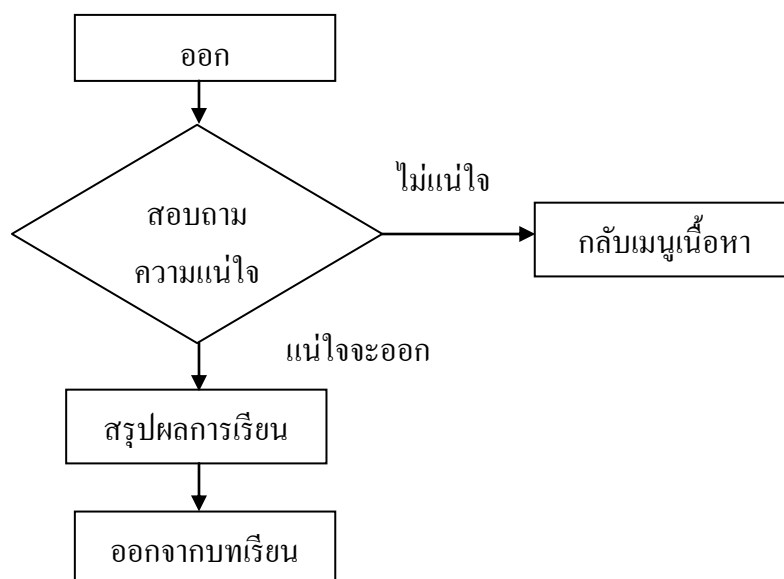 ออก
ไม่แน่ใจ
สอบถาม
ความแน่ใจ
กลับเมนูเนื้อหา
แน่ใจจะออก
สรุปผลการเรียน
ออกจากบทเรียน